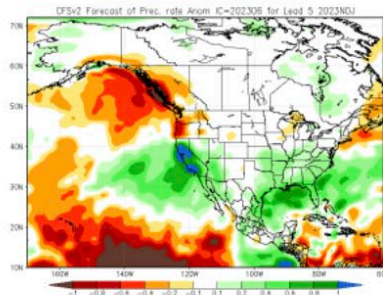 CFSv2 Forecast of Prec. rate Anom IC=202306 for Lead 5 2023NDJ
70N
60N
50N
40N
30N
20N
10N
160W 140W 120W 100W 80W
-1 -0.8 -0.6 -0.4 -0.2 -0.1 0.1 0.2 0.4 0.6 0.8